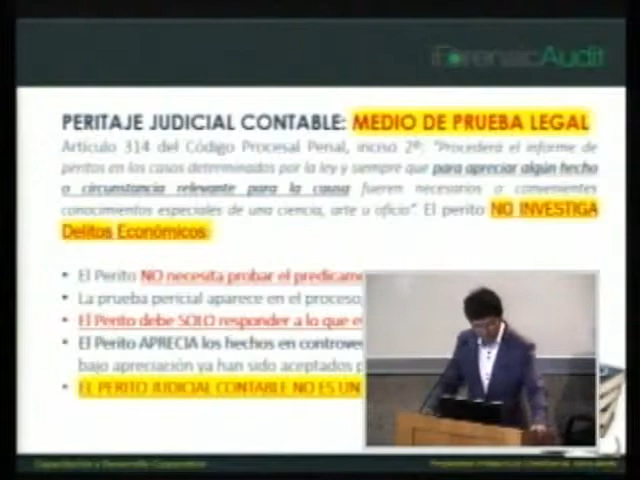 iForensicAudit
PERITAJE JUDICIAL CONTABLE: MEDIO DE PRUEBA LEGAL
Artículo 314 del Código Procesal Penal, inciso 2º: "Procederá el informe de
peritos en los casos determinados por la ley y siempre que para apreciar algún hecho
o circunstancia relevante para la causa fueren necesarios o convenientes
conocimientos especiales de una ciencia, arte u oficio". El perito NO INVESTIGA
Delitos Económicos
• El Perito NO necesita probar el predicame
• La prueba pericial aparece en el proceso
• El Perito debe SOLO responder a lo que e
• El Perito APRECIA los hechos en controve
bajo apreciación ya han sido aceptados p
• EL PERITO JUDICIAL CONTABLE NO ES UN
Capacitación y Desarrollo Corporativo